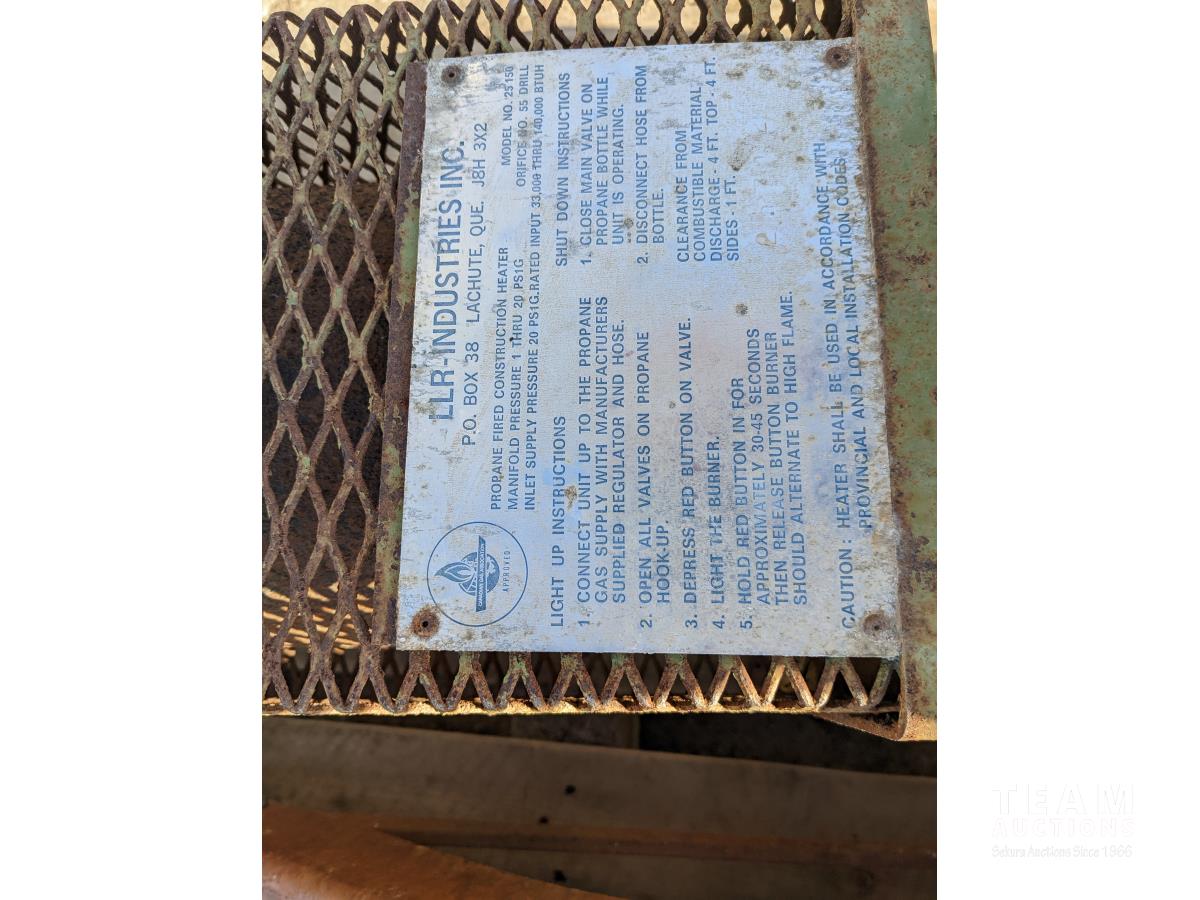 LLR-INDUSTRIES INC.
P.O. BOX 38 LACHUTE, QUE. J8H 3X2
PROPANE FIRED CONSTRUCTION HEATER MODEL NO. 25150
MANIFOLD PRESSURE 1 THRU 20 PS1G ORIFICE NO. 55 DRILL
INLET SUPPLY PRESSURE 20 PS1G. RATED INPUT 33,000 THRU 140,000 BTUH
CANADIAN GAS ASSOCIATION
APPROVED
LIGHT UP INSTRUCTIONS
1. CONNECT UNIT UP TO THE PROPANE
GAS SUPPLY WITH MANUFACTURERS
SUPPLIED REGULATOR AND HOSE.
2. OPEN ALL VALVES ON PROPANE
HOOK-UP.
3. DEPRESS RED BUTTON ON VALVE.
4. LIGHT THE BURNER.
5. HOLD RED BUTTON IN FOR
APPROXIMATELY 30-45 SECONDS
THEN RELEASE BUTTON BURNER
SHOULD ALTERNATE TO HIGH FLAME.
SHUT DOWN INSTRUCTIONS
1. CLOSE MAIN VALVE ON
PROPANE BOTTLE WHILE
UNIT IS OPERATING.
2. DISCONNECT HOSE FROM
BOTTLE.
CLEARANCE FROM
COMBUSTIBLE MATERIAL,
DISCHARGE - 4 FT. TOP - 4 FT.
SIDES - 1 FT.
CAUTION: HEATER SHALL BE USED IN ACCORDANCE WITH
PROVINCIAL AND LOCAL INSTALLATION CODES.
TEAM
AUCTIONS
Sekura Auctions Since 1966